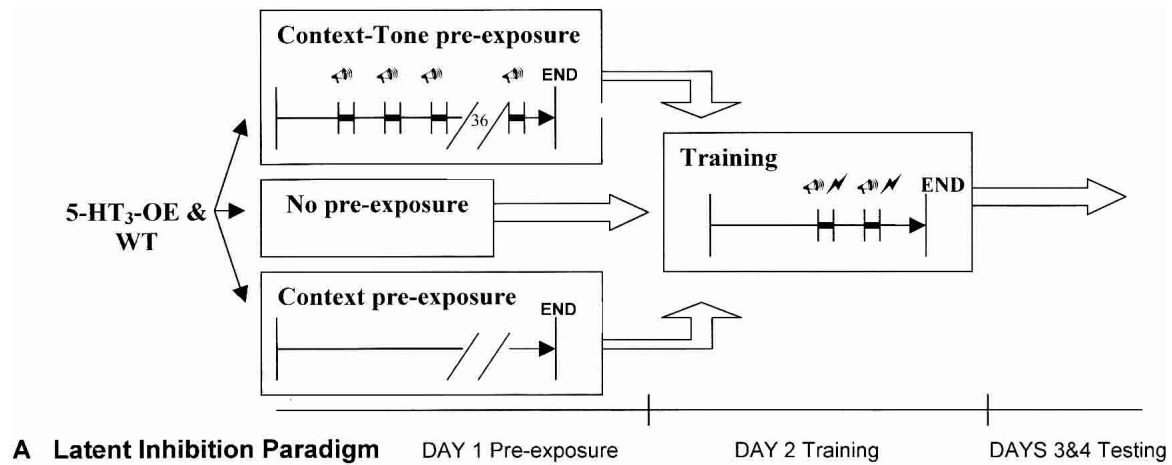 Context-Tone pre-exposure
END
36
5-HT3-OE &
WT
No pre-exposure
Context pre-exposure
END
Training
END
A Latent Inhibition Paradigm
DAY 1 Pre-exposure
DAY 2 Training
DAYS 3&4 Testing